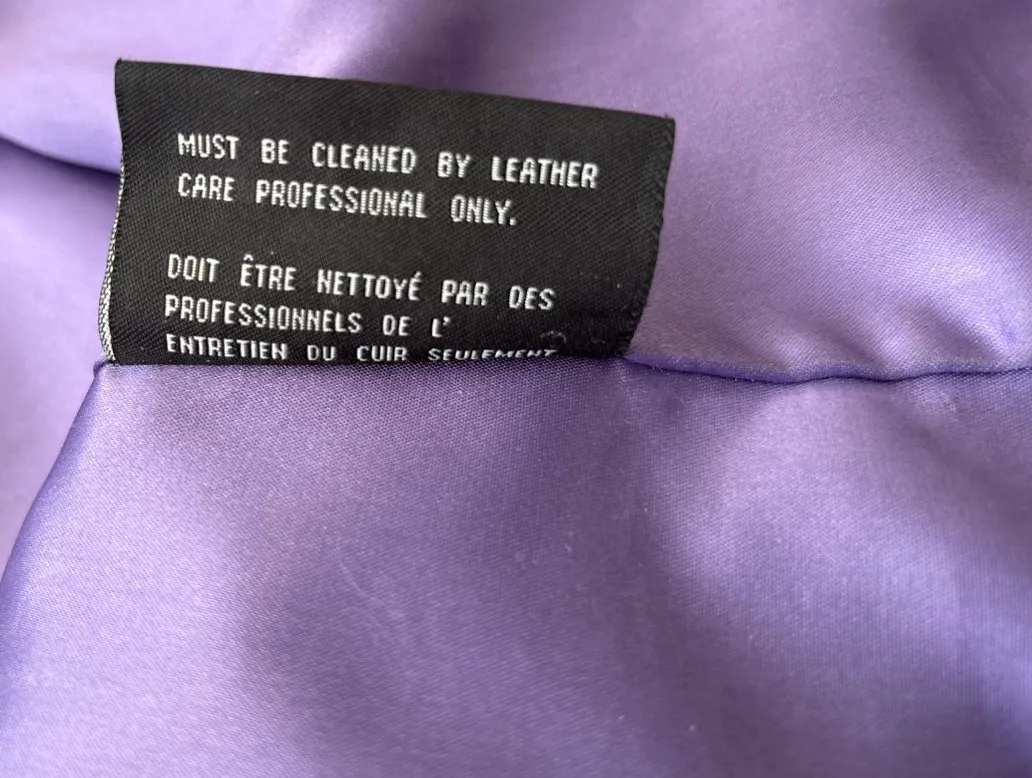 MUST BE CLEANED BY LEATHER
CARE PROFESSIONAL ONLY.
DOIT ÊTRE NETTOYÉ PAR DES
PROFESSIONNELS DE L'
ENTRETIEN DU CUIR SEULEMENT